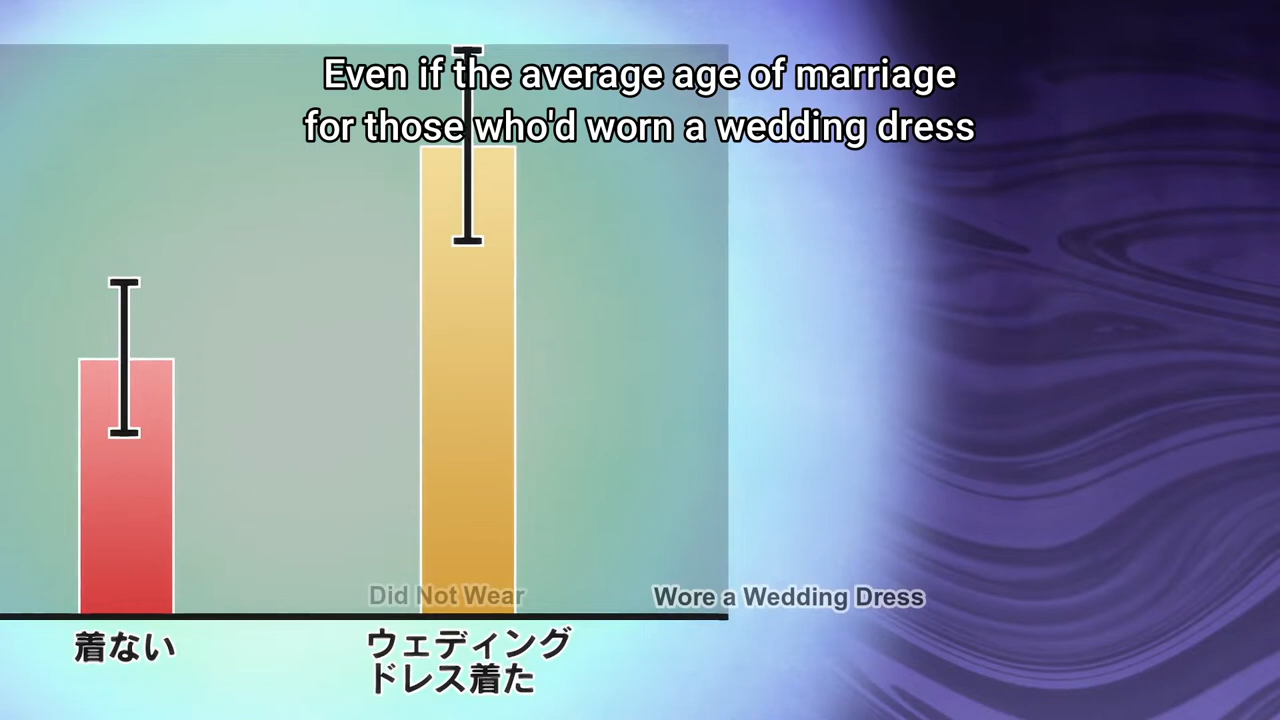 Even if the average age of marriage
for those who'd worn a wedding dress
Did Not Wear
Wore a Wedding Dress
着ない
ウェディング
ドレス着た